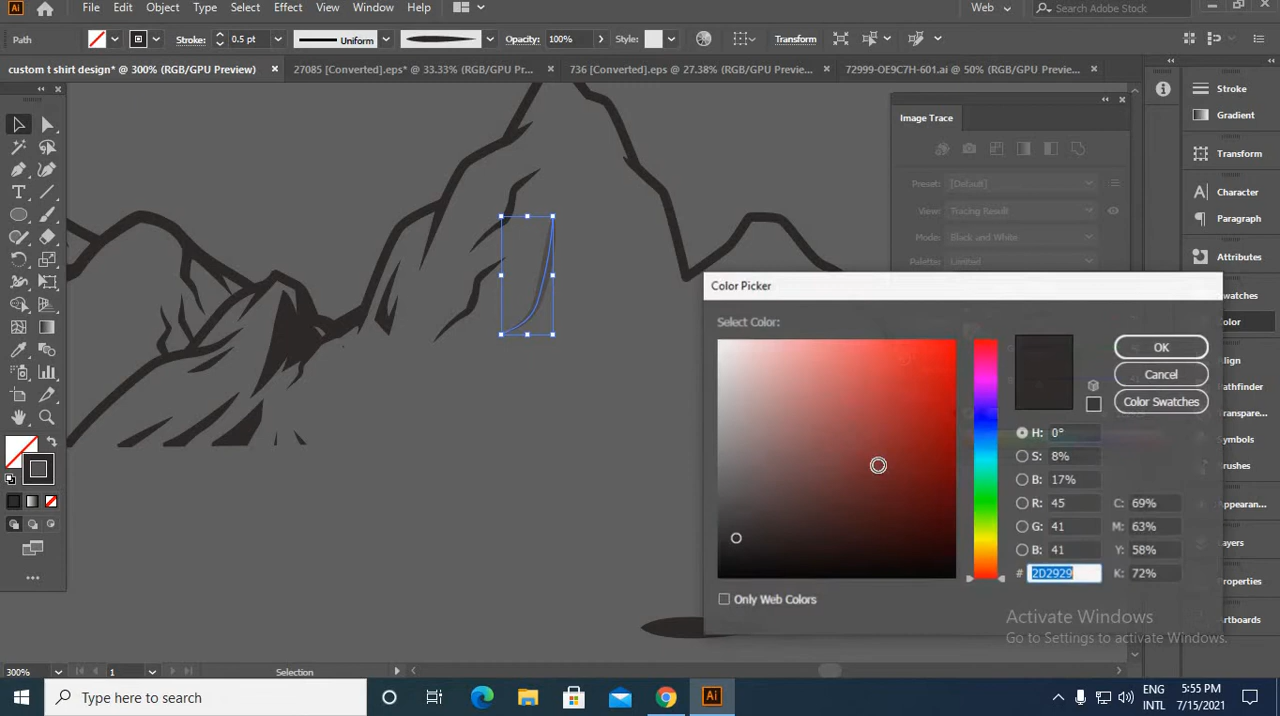 Ai File Edit Object Type Select Effect View Window Help Web Search Adobe Stock
Path Stroke: 0.5 pt Uniform Opacity: 100% Style: Transform
custom t shirt design* @ 300% (RGB/GPU Preview) × 27085 [Converted].eps* @ 33.33% (RGB/GPU Pr... × 736 [Converted].eps @ 27.38% (RGB/GPU Previe... × 72999-OE9C7H-601.ai @ 50% (RGB/GPU Preview) ×
Stroke
Image Trace
Gradient
Transform
Preset: [Default]
Character
View: Tracing Result
Paragraph
Mode: Black and White
Attributes
Palettes: Limited
Color Picker
Swatches
Select Color:
Color
OK
Align
Cancel
Pathfinder
Color Swatches
Transpare...
H: 0°
Symbols
S: 8%
Brushes
B: 17%
R: 45 C: 69%
Appearan...
G: 41 M: 63%
Layers
B: 41 Y: 58%
# 2D2929 K: 72%
Properties
Only Web Colors
Activate Windows
Artboards
Go to Settings to activate Windows.
300% 1 Selection
Type here to search
Ai
ENG
INTL
5:55 PM
7/15/2021